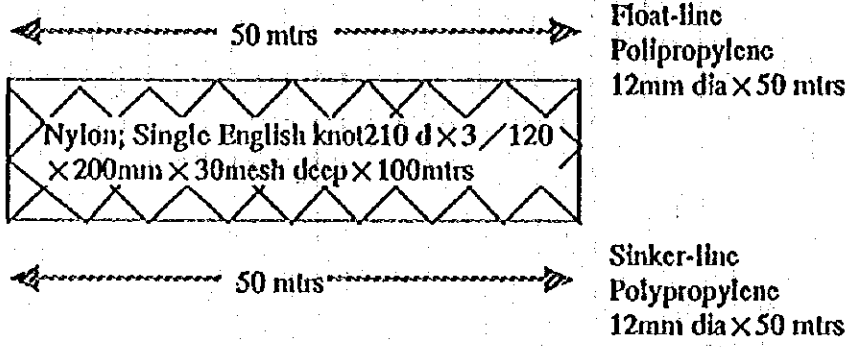 50 mtrs
Float-line
Polipropylene
12mm dia×50 mtrs
Nylon; Single English knot210 d×3/120
×200mm×30mesh deep×100mtrs
50 mtrs
Sinker-line
Polypropylene
12mm dia×50 mtrs